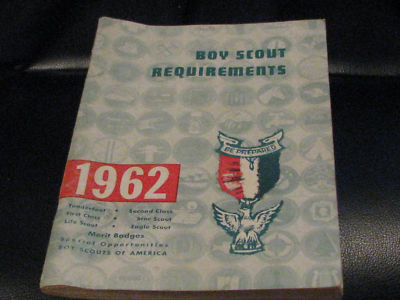 BOY SCOUT
REQUIREMENTS
BE PREPARED
1962
Tenderfoot • Second Class
First Class • Star Scout
Life Scout • Eagle Scout
Merit Badges
Special Opportunities
BOY SCOUTS OF AMERICA